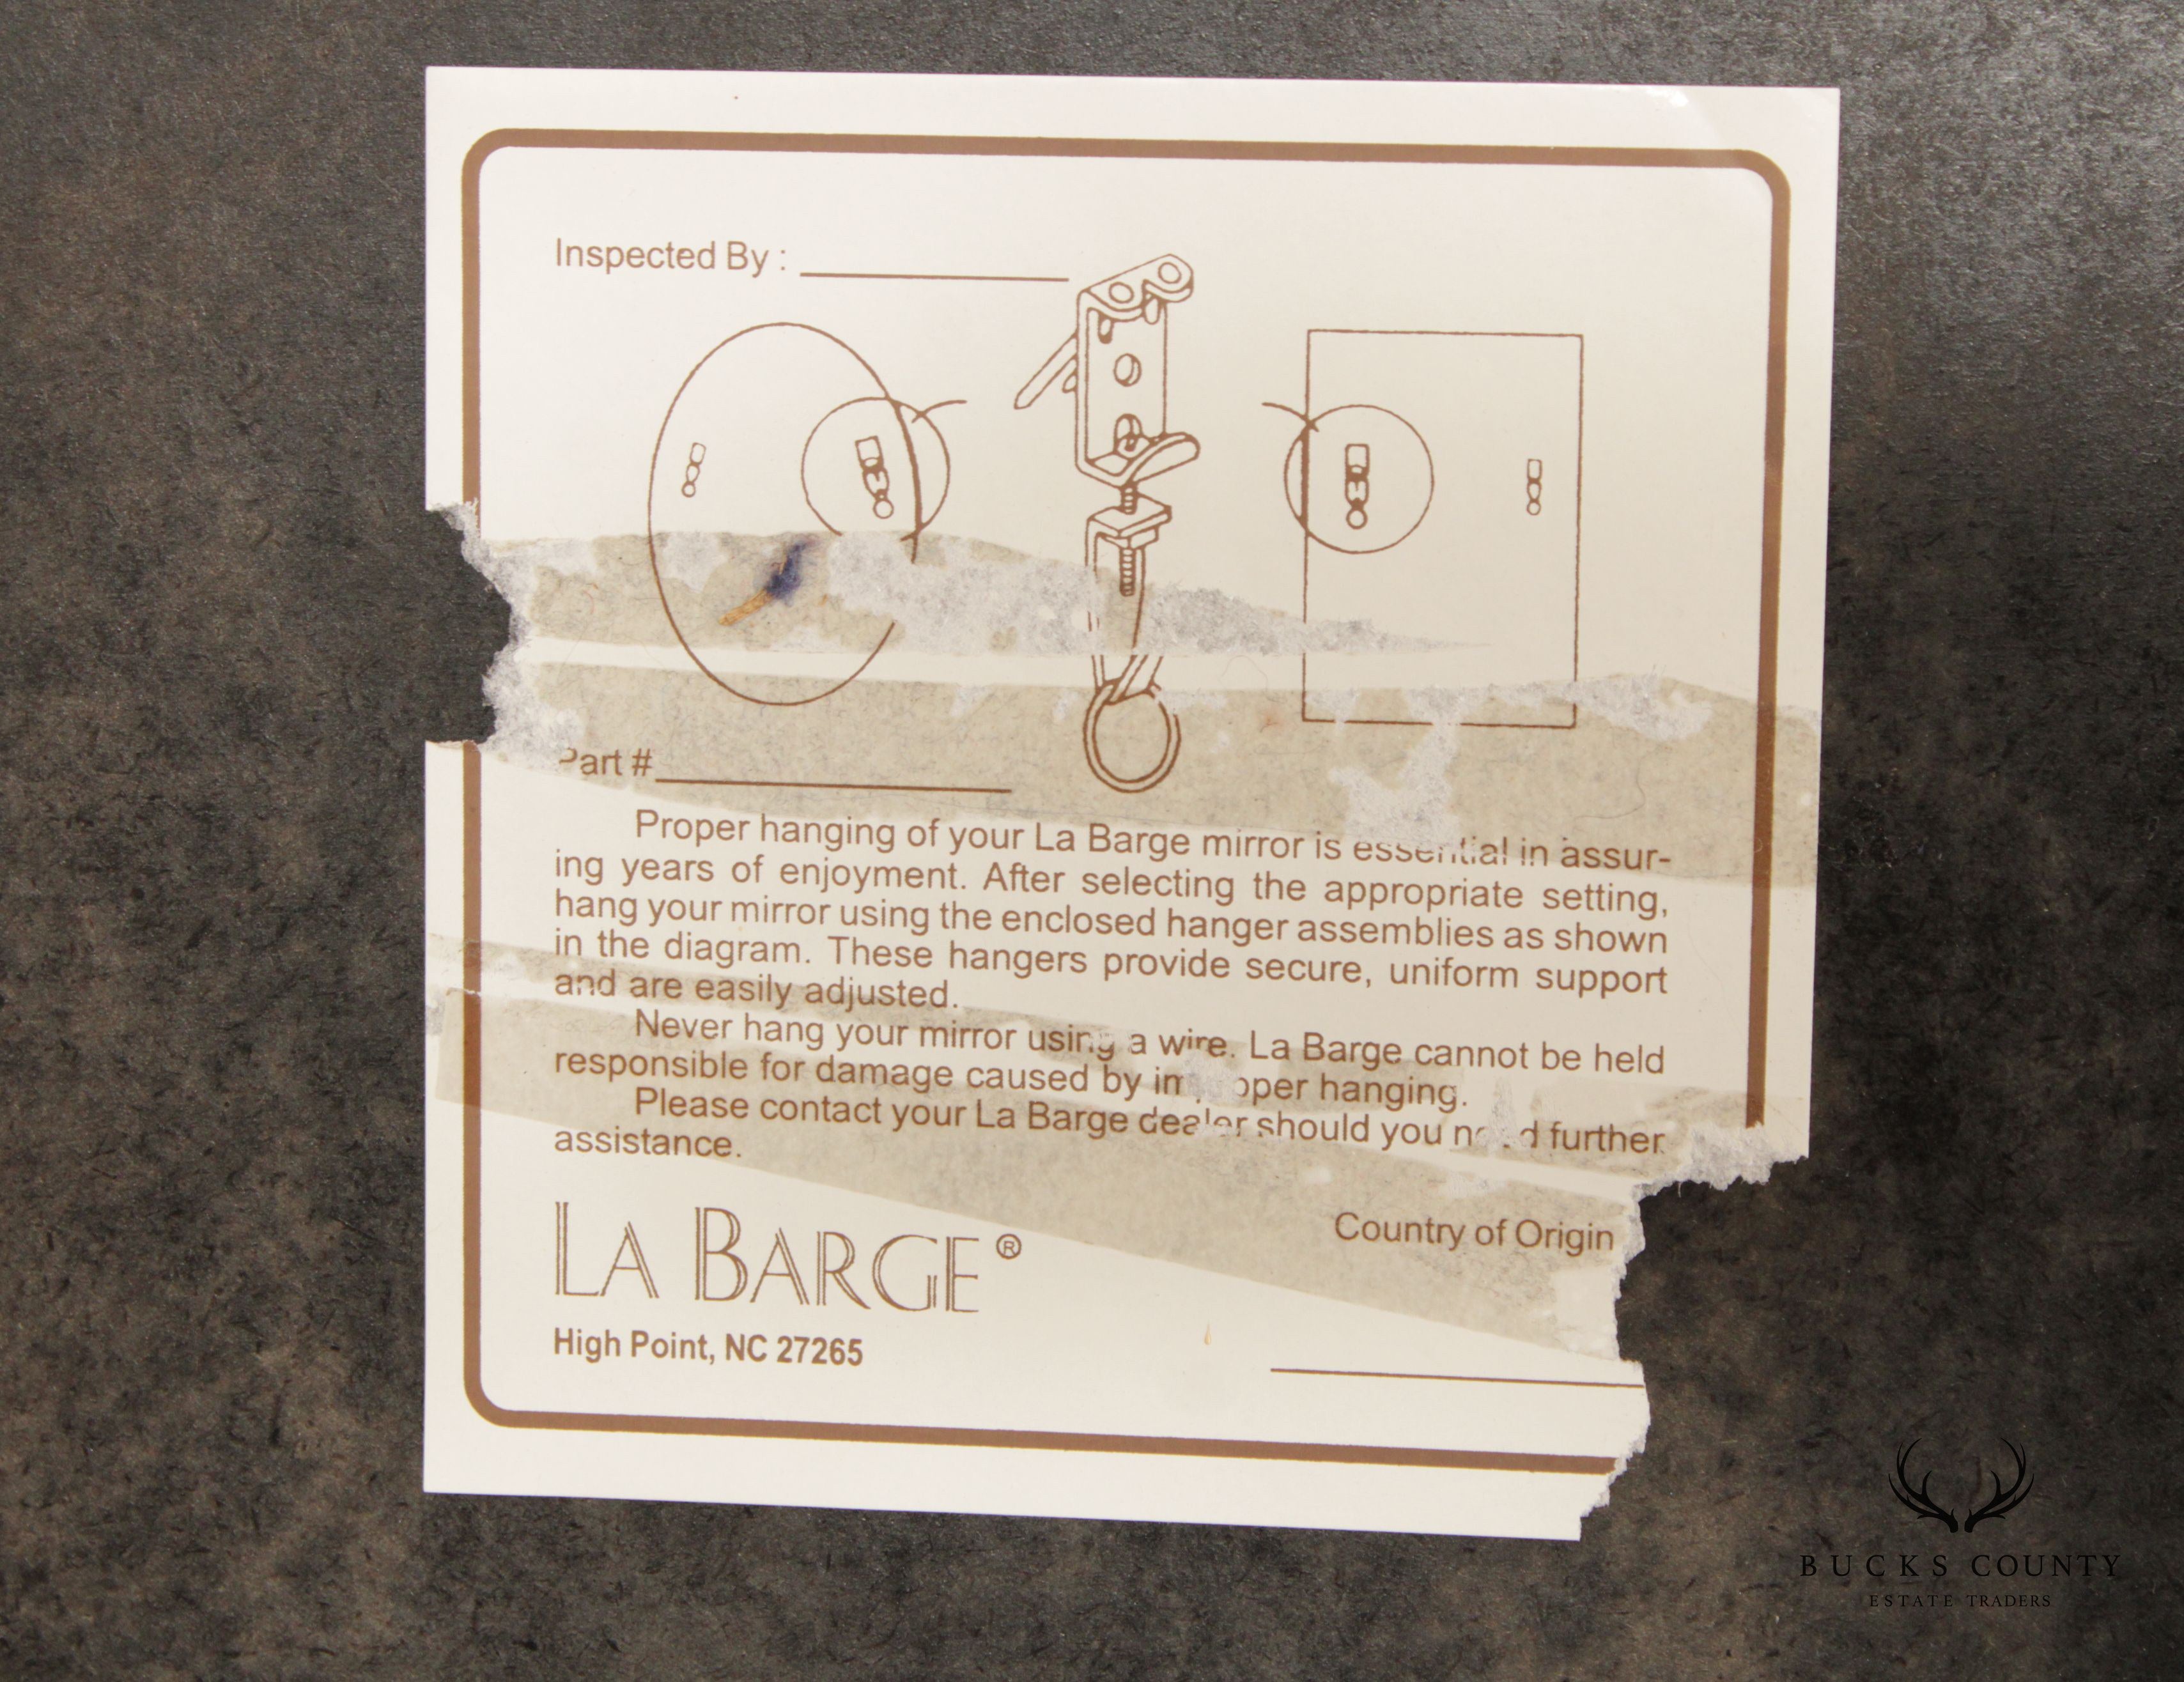 Inspected By :
Part #
Proper hanging of your La Barge mirror is essential in assur-
ing years of enjoyment. After selecting the appropriate setting,
hang your mirror using the enclosed hanger assemblies as shown
in the diagram. These hangers provide secure, uniform support
and are easily adjusted.
Never hang your mirror using a wire. La Barge cannot be held
responsible for damage caused by improper hanging.
Please contact your La Barge dealer should you need further
assistance.
Country of Origin
LA BARGE®
High Point, NC 27265
BUCKS COUNTY
ESTATE TRADERS